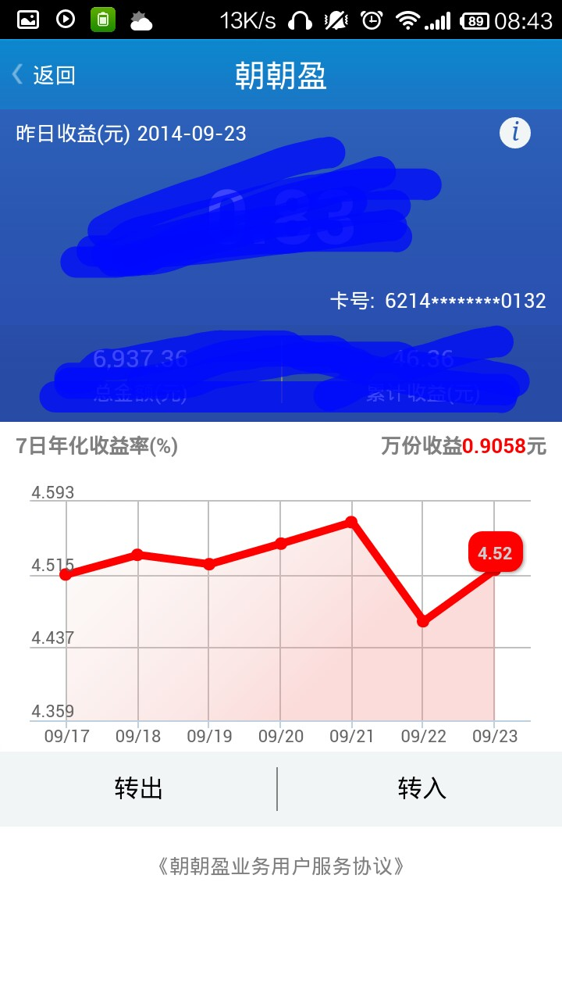 13K/s 89 08:43
返回 朝朝盈
昨日收益(元) 2014-09-23
卡号: 6214********0132
7日年化收益率(%) 万份收益0.9058元
4.593
4.52
4.515
4.437
4.359
09/17 09/18 09/19 09/20 09/21 09/22 09/23
转出 转入
《朝朝盈业务用户服务协议》